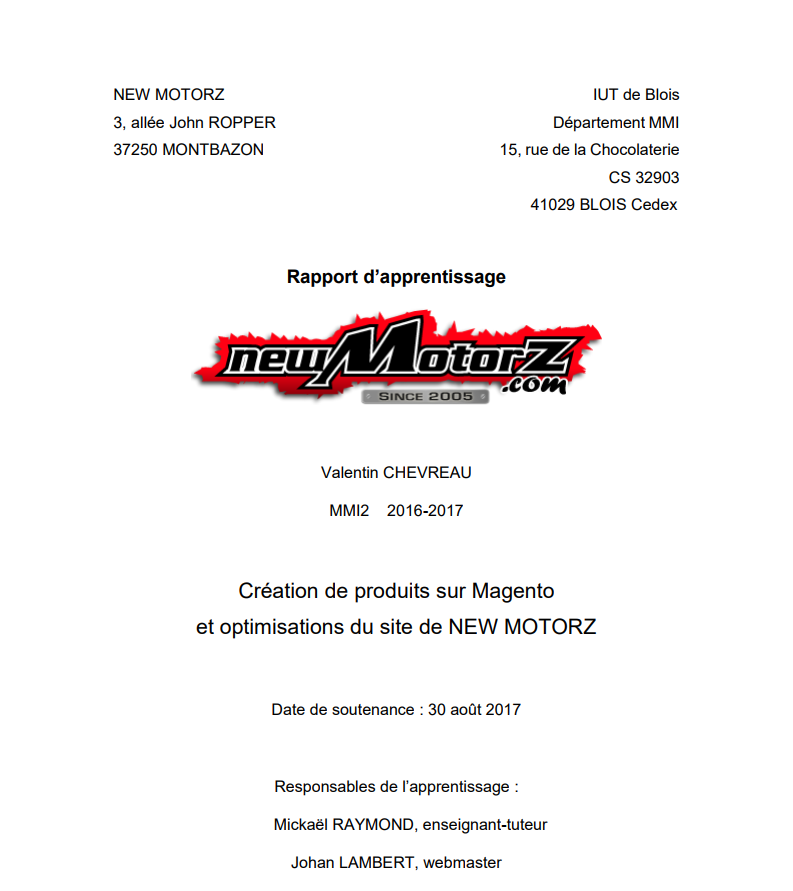 NEW MOTORZ
3, allée John ROPPER
37250 MONTBAZON
IUT de Blois
Département MMI
15, rue de la Chocolaterie
CS 32903
41029 BLOIS Cedex
Rapport d’apprentissage
newMotorZ
.com
SINCE 2005
Valentin CHEVREAU
MMI2 2016-2017
Création de produits sur Magento
et optimisations du site de NEW MOTORZ
Date de soutenance : 30 août 2017
Responsables de l’apprentissage :
Mickaël RAYMOND, enseignant-tuteur
Johan LAMBERT, webmaster